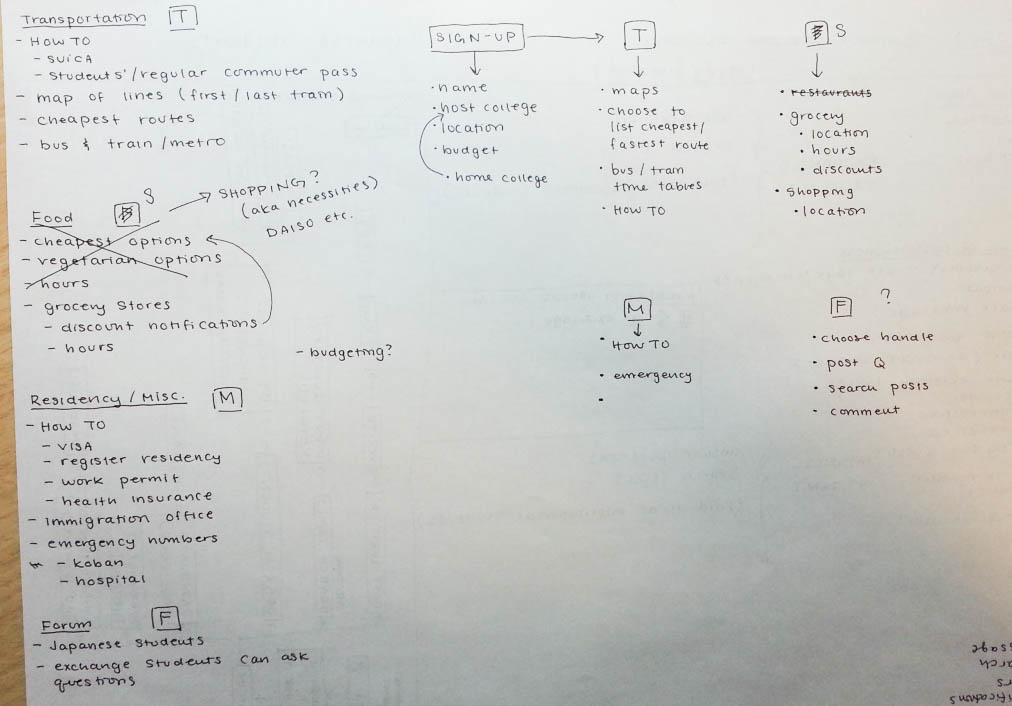 Transportation T
- HOW TO
- SUICA
- students'/regular commuter pass
- map of lines (first/last train)
- cheapest routes
- bus & train/metro
Food S
SHOPPING?
(aka necessities)
DAISO etc.
- cheapest options
- vegetarian options
- hours
- grocery stores
- discount notifications
- hours
- budgeting?
Residency / Misc. M
- HOW TO
- VISA
- register residency
- work permit
- health insurance
- immigration office
- emergency numbers
- koban
- hospital
Forum F
- Japanese students
- exchange students can ask
questions
SIGN-UP
· name
· host college
· location
· budget
· home college
T
· maps
· choose to
list cheapest/
fastest route
· bus / train
time tables
· HOW TO
S
· restaurants
· grocery
· location
· hours
· discounts
· shopping
· location
M
· HOW TO
· emergency
·
F ?
· choose handle
· post Q
· search posts
· comment